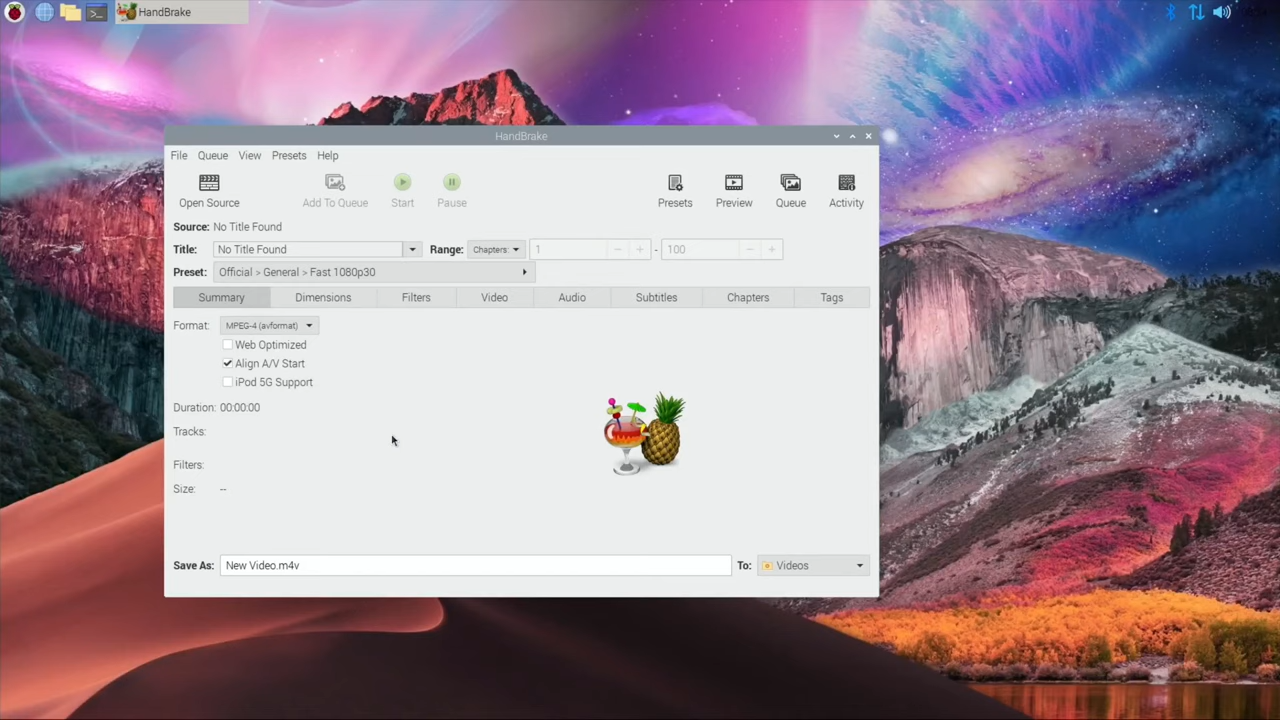 HandBrake
HandBrake
File Queue View Presets Help
Open Source Add To Queue Start Pause Presets Preview Queue Activity
Source: No Title Found
Title: No Title Found Range: Chapters: 1 - 100
Preset: Official > General > Fast 1080p30
Summary Dimensions Filters Video Audio Subtitles Chapters Tags
Format: MPEG-4 (avformat)
Web Optimized
Align A/V Start
iPod 5G Support
Duration: 00:00:00
Tracks:
Filters:
Size: --
Save As: New Video.m4v To: Videos